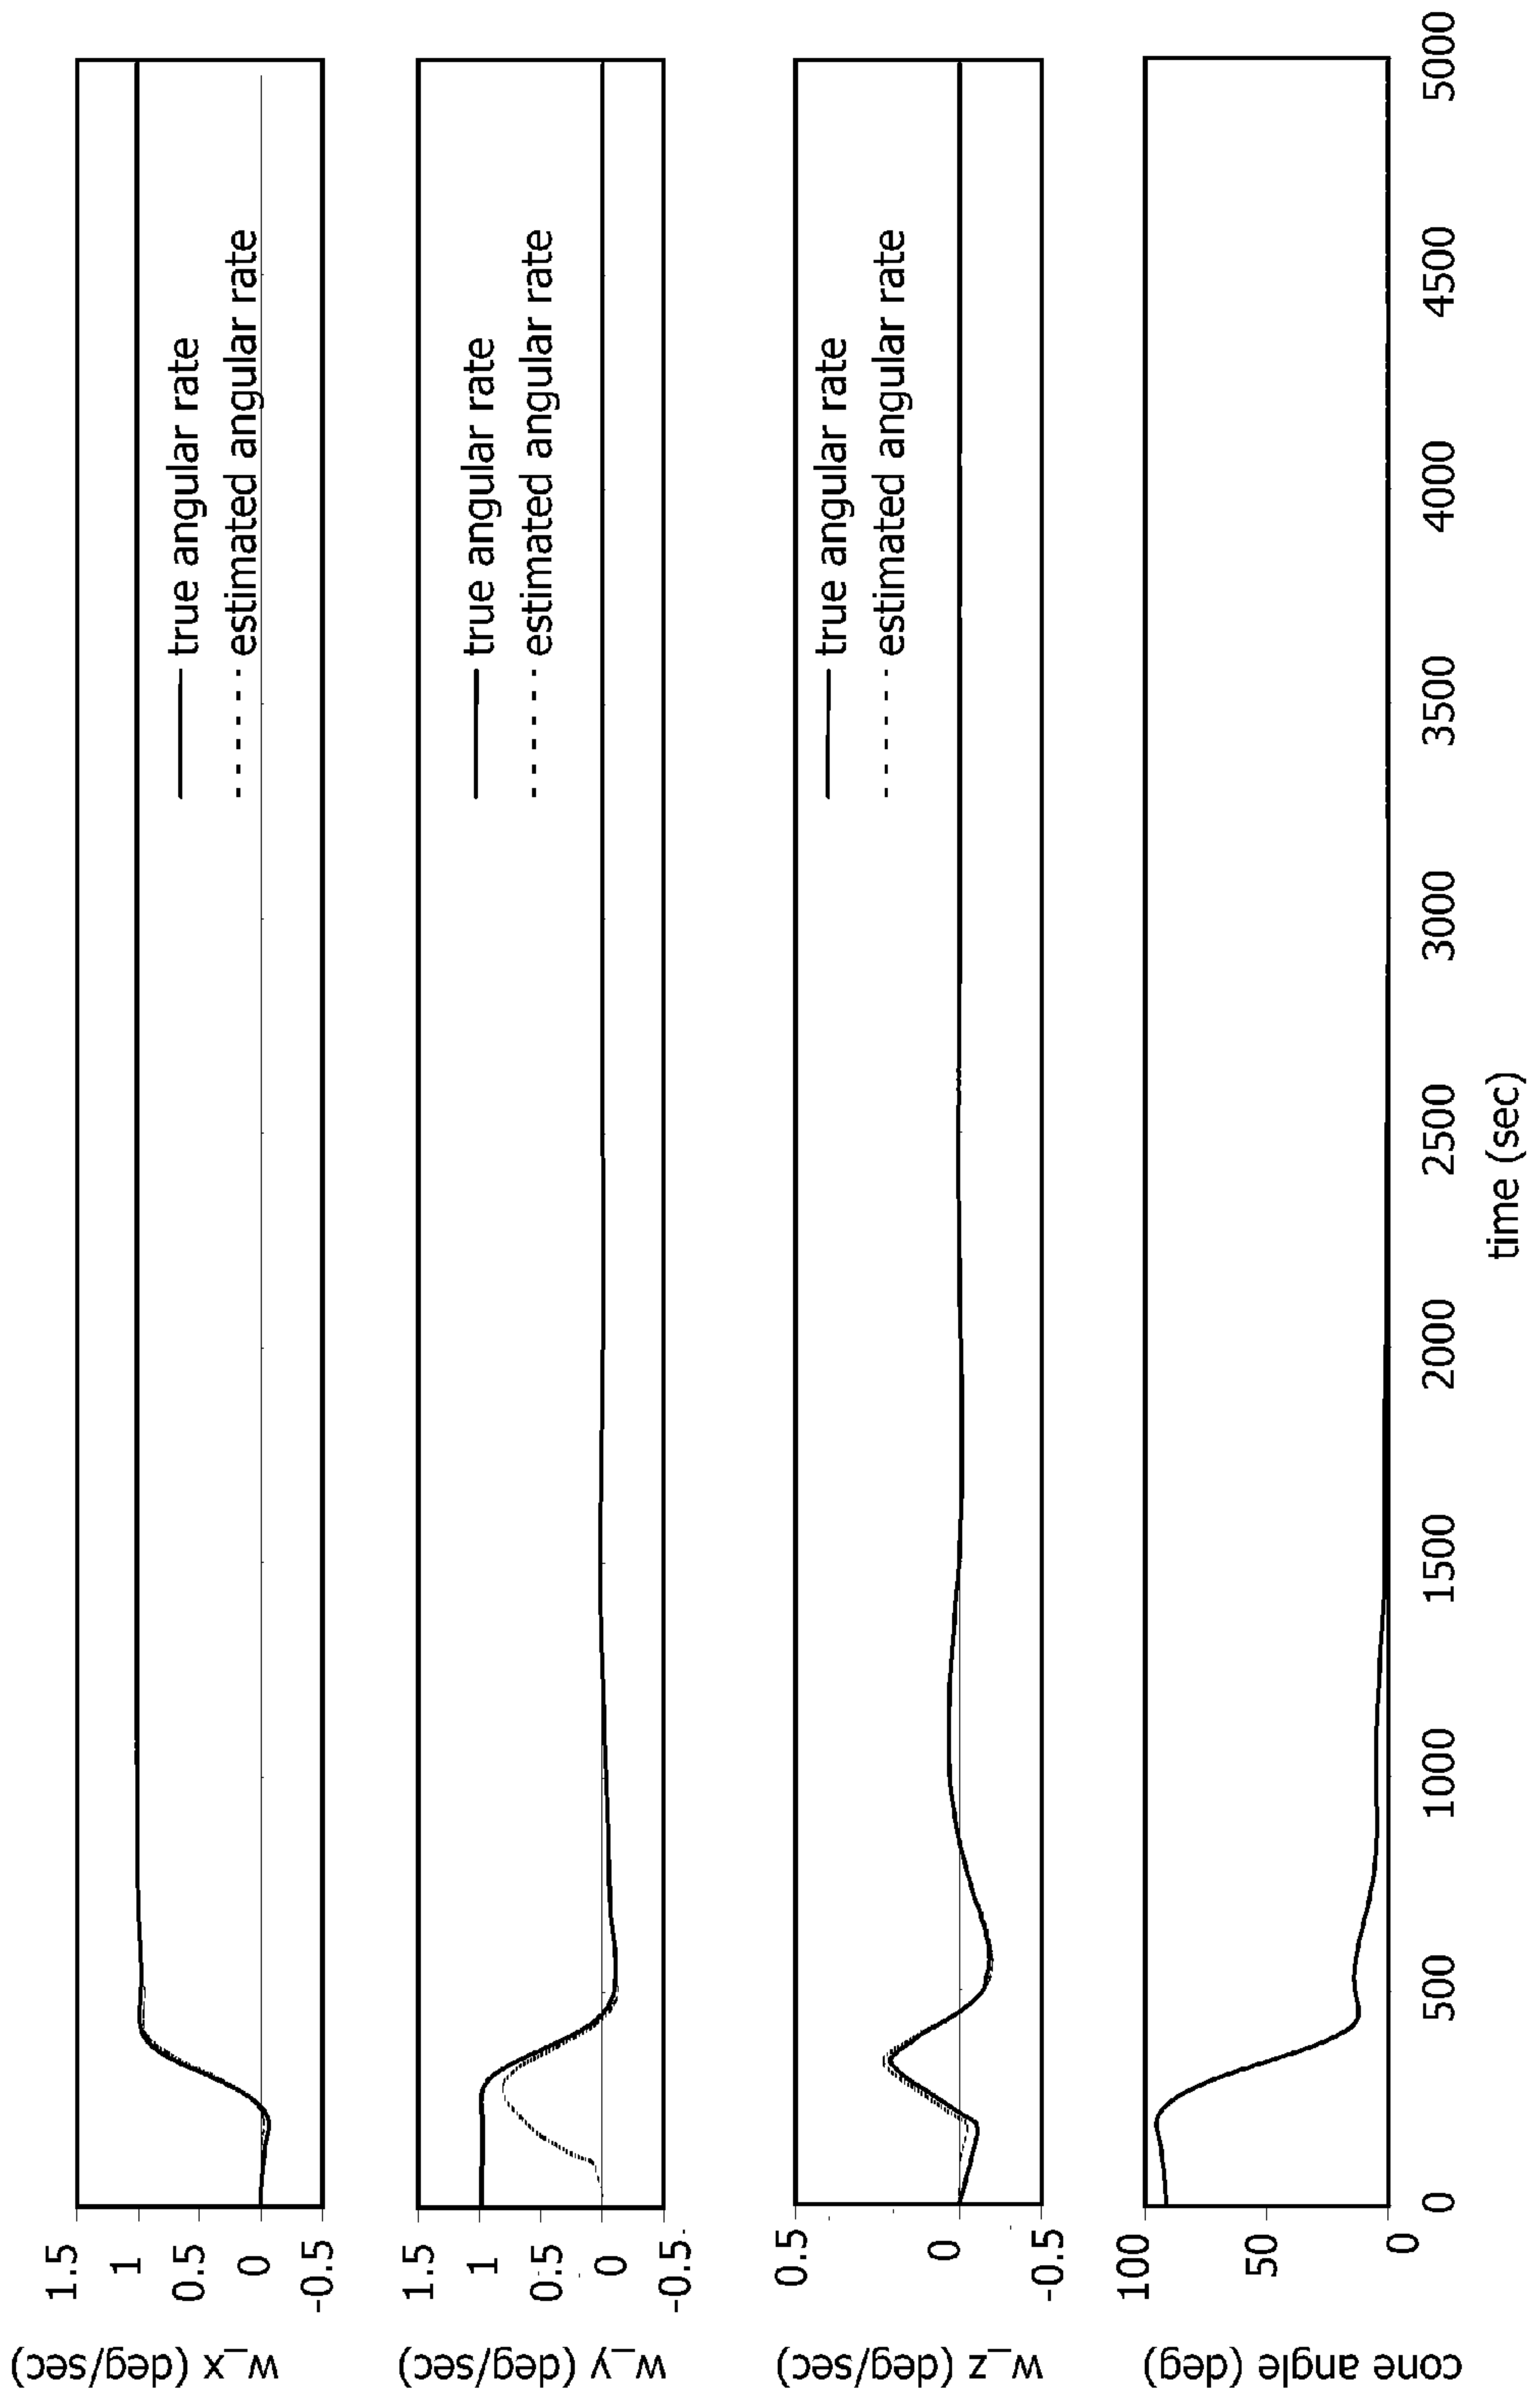 w_x (deg/sec)
1.5
1
0.5
0
-0.5
true angular rate
estimated angular rate
w_y (deg/sec)
1.5
1
0.5
0
-0.5
true angular rate
estimated angular rate
w_z (deg/sec)
0.5
0
-0.5
true angular rate
estimated angular rate
cone angle (deg)
100
50
0
0 500 1000 1500 2000 2500 3000 3500 4000 4500 5000
time (sec)